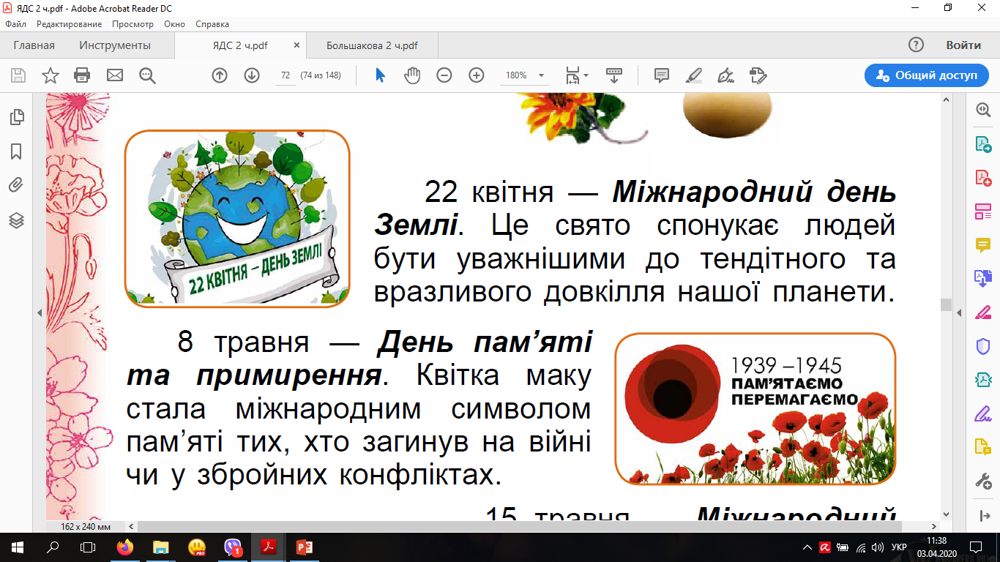 ЯДС 2 ч.pdf - Adobe Acrobat Reader DC
Файл Редактирование Просмотр Окно Справка
Главная Инструменты ЯДС 2 ч.pdf × Большакова 2 ч.pdf Войти
72 (74 из 148) 180% Общий доступ
22 КВІТНЯ – ДЕНЬ ЗЕМЛІ
22 квітня — Міжнародний день
Землі. Це свято спонукає людей
бути уважнішими до тендітного та
вразливого довкілля нашої планети.
8 травня — День пам’яті
та примирення. Квітка маку
стала міжнародним символом
пам’яті тих, хто загинув на війні
чи у збройних конфліктах.
1939 –1945
ПАМ’ЯТАЄМО
ПЕРЕМАГАЄМО
15 травня Міжнародний
162 x 240 мм
PRO 1 УКР 11:38
03.04.2020